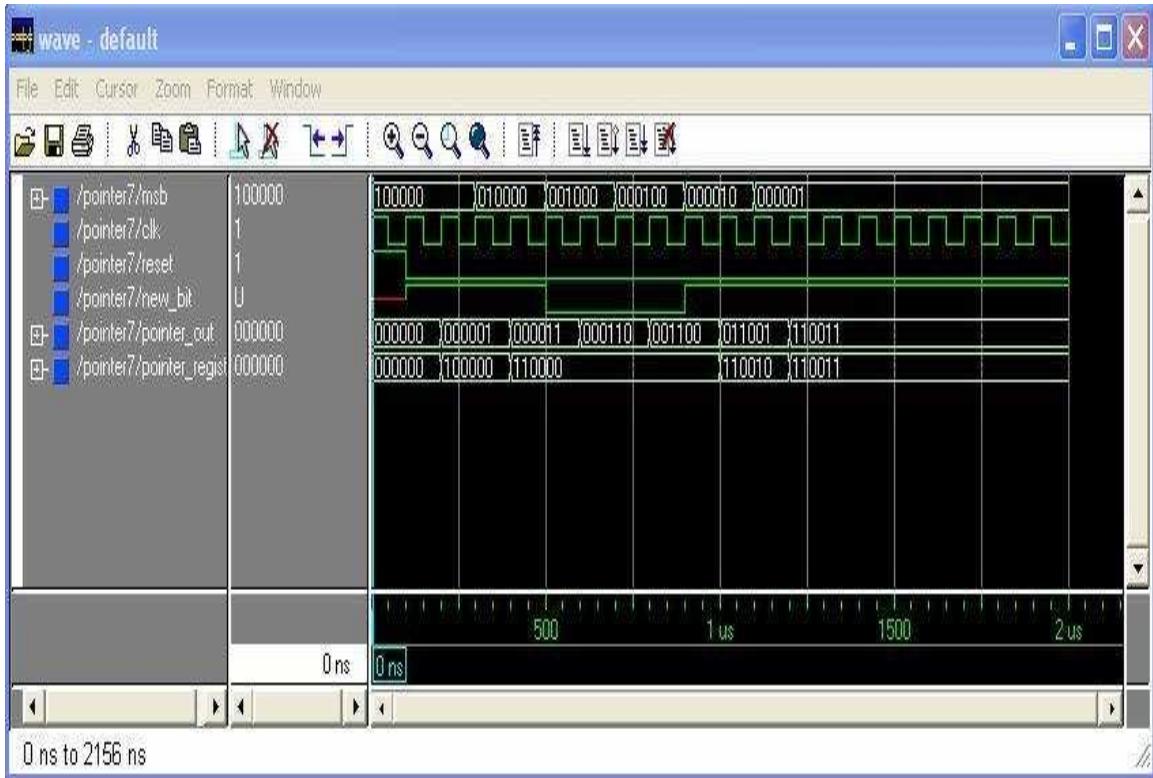 wave - default
File Edit Cursor Zoom Format Window
/pointer7/msb 100000 100000 010000 001000 000100 000010 000001
/pointer7/clk 1
/pointer7/reset 1
/pointer7/new_bit U
/pointer7/pointer_out 000000 000000 000001 000011 000110 001100 011001 110011
/pointer7/pointer_regist 000000 000000 100000 110000 110010 110011
500 1 us 1500 2 us
0 ns 0 ns
0 ns to 2156 ns